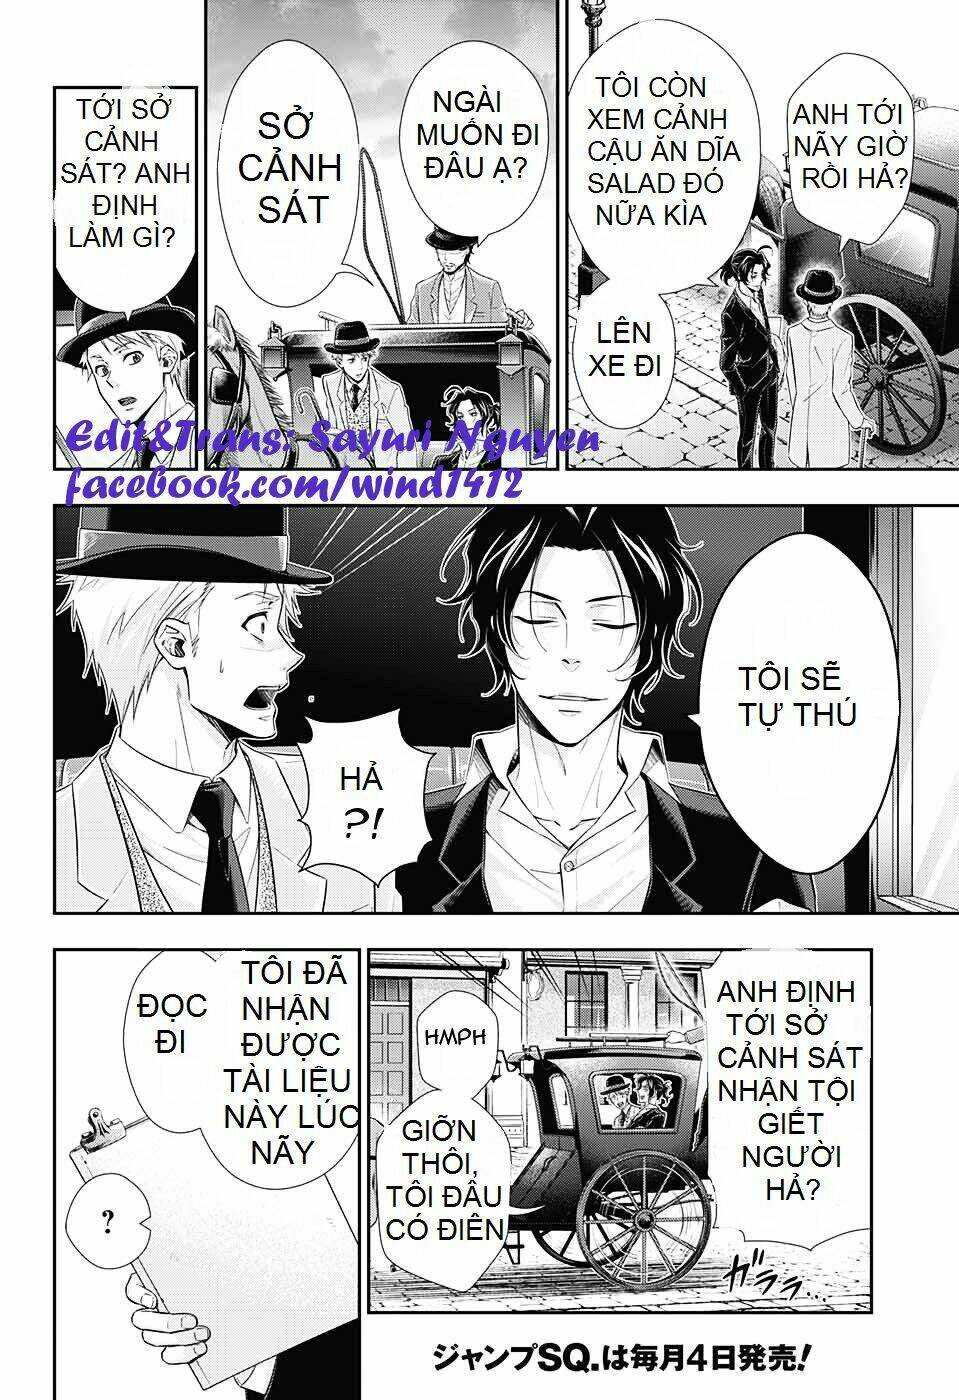 ANH TỚI
NÃY GIỜ
RỒI HẢ?
TÔI CÒN
XEM CẢNH
CẬU ĂN DĨA
SALAD ĐÓ
NỮA KÌA
LÊN
XE ĐI
NGÀI
MUỐN ĐI
ĐÂU Ạ?
SỞ
CẢNH
SÁT
TỚI SỞ
CẢNH
SÁT? ANH
ĐỊNH
LÀM GÌ?
Edit&Trans: Sayuri Nguyen
facebook.com/wind1412
TÔI SẼ
TỰ THÚ
HẢ
?!
ANH ĐỊNH
TỚI SỞ
CẢNH SÁT
NHẬN TỘI
GIẾT
NGƯỜI
HẢ?
HMPH
GIỠN
THÔI,
TÔI ĐÂU
CÓ ĐIÊN
ガララ...
TÔI ĐÃ
NHẬN
ĐƯỢC
TÀI LIỆU
NÀY LÚC
NÃY
ĐỌC
ĐI
?
ジャンプSQ.は毎月4日発売!